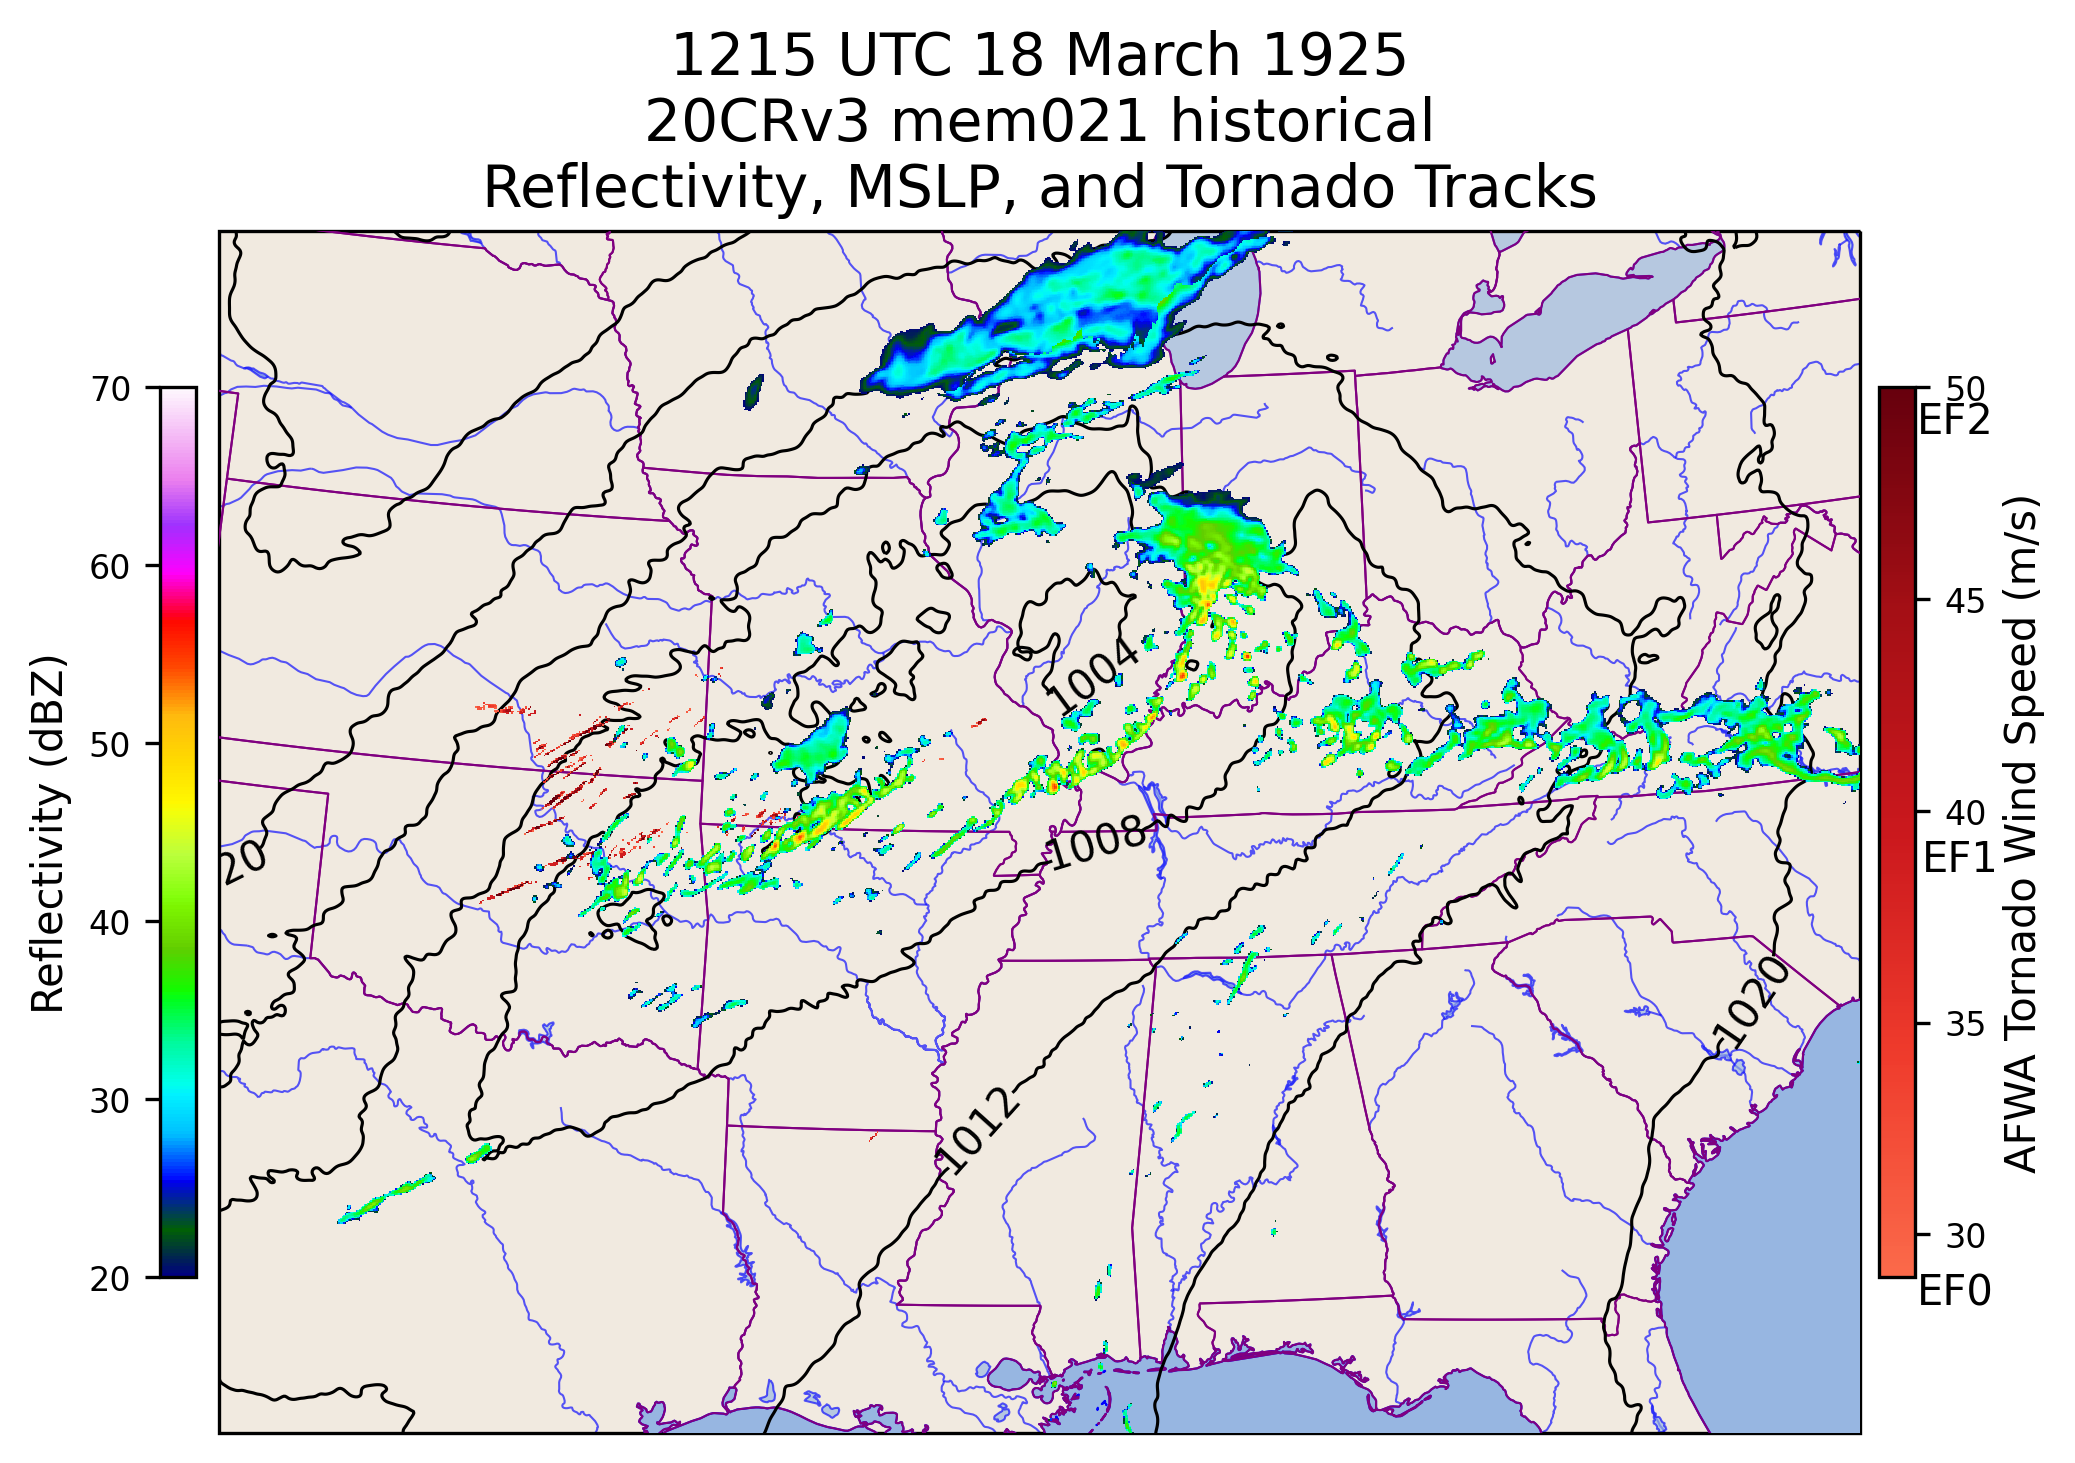 1215 UTC 18 March 1925
20CRv3 mem021 historical
Reflectivity, MSLP, and Tornado Tracks
Reflectivity (dBZ)
70
60
50
40
30
20
20
1004
1008
1012
1020
50
EF2
45
40
EF1
35
30
EF0
AFWA Tornado Wind Speed (m/s)